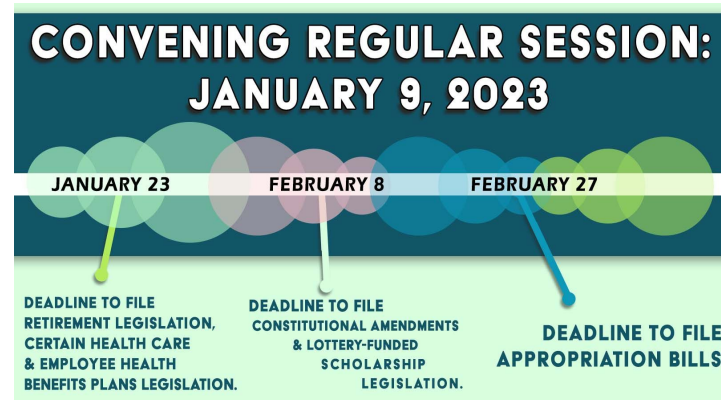 CONVENING REGULAR SESSION:
JANUARY 9, 2023
JANUARY 23
FEBRUARY 8
FEBRUARY 27
DEADLINE TO FILE
RETIREMENT LEGISLATION,
CERTAIN HEALTH CARE
& EMPLOYEE HEALTH
BENEFITS PLANS LEGISLATION.
DEADLINE TO FILE
CONSTITUTIONAL AMENDMENTS
& LOTTERY-FUNDED
SCHOLARSHIP
LEGISLATION.
DEADLINE TO FILE
APPROPRIATION BILLS